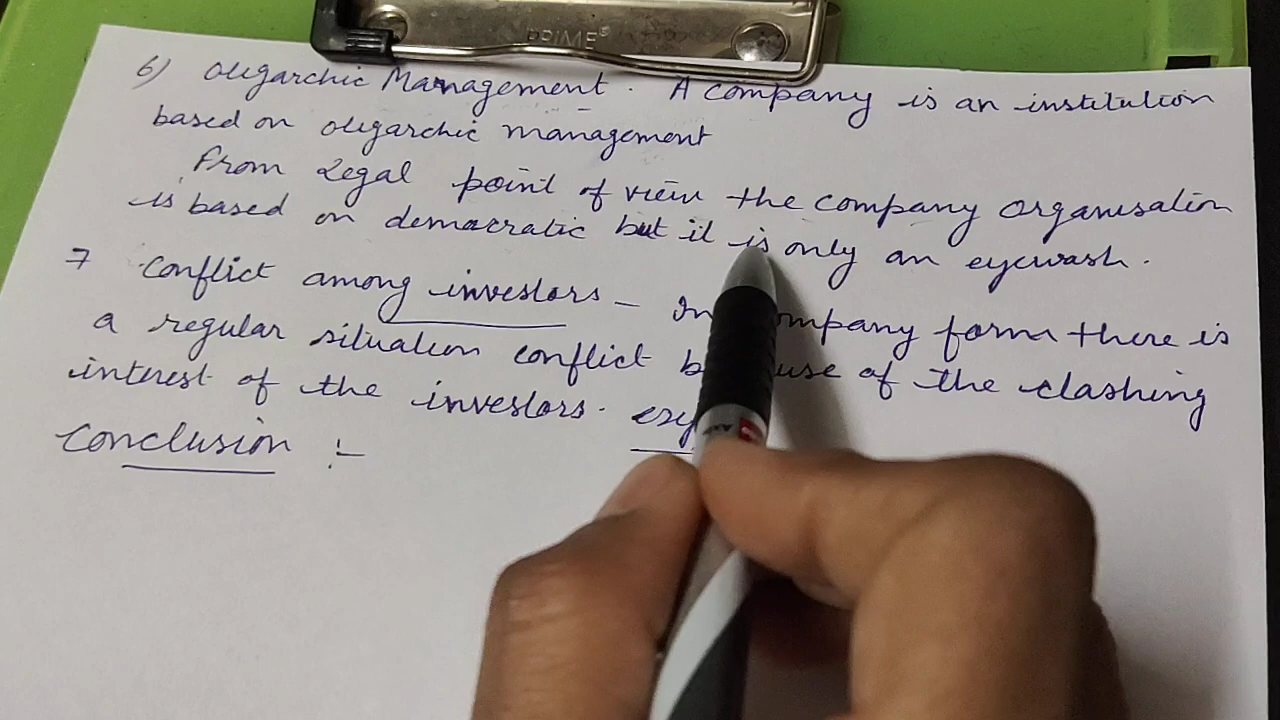 PRIME
6) Oligarchic Management. A company is an institution
based on oligarchic management
From Legal point of view the company organisation
is based on democratic but it is only an eyewash.
7 Conflict among investors - In company form there is
a regular situation conflict because of the clashing
interest of the investors.
Conclusion :-